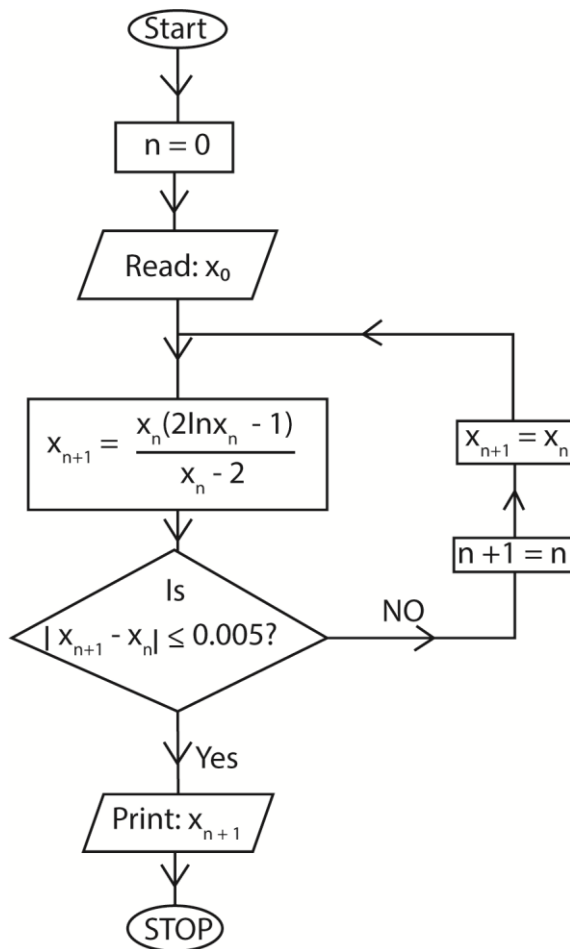 Start
n = 0
Read: x₀
xₙ₊₁ = xₙ(2lnxₙ - 1) / xₙ - 2
Is
| xₙ₊₁ - xₙ| ≤ 0.005?
NO
n +1 = n
xₙ₊₁ = xₙ
Yes
Print: xₙ ₊ ₁
STOP